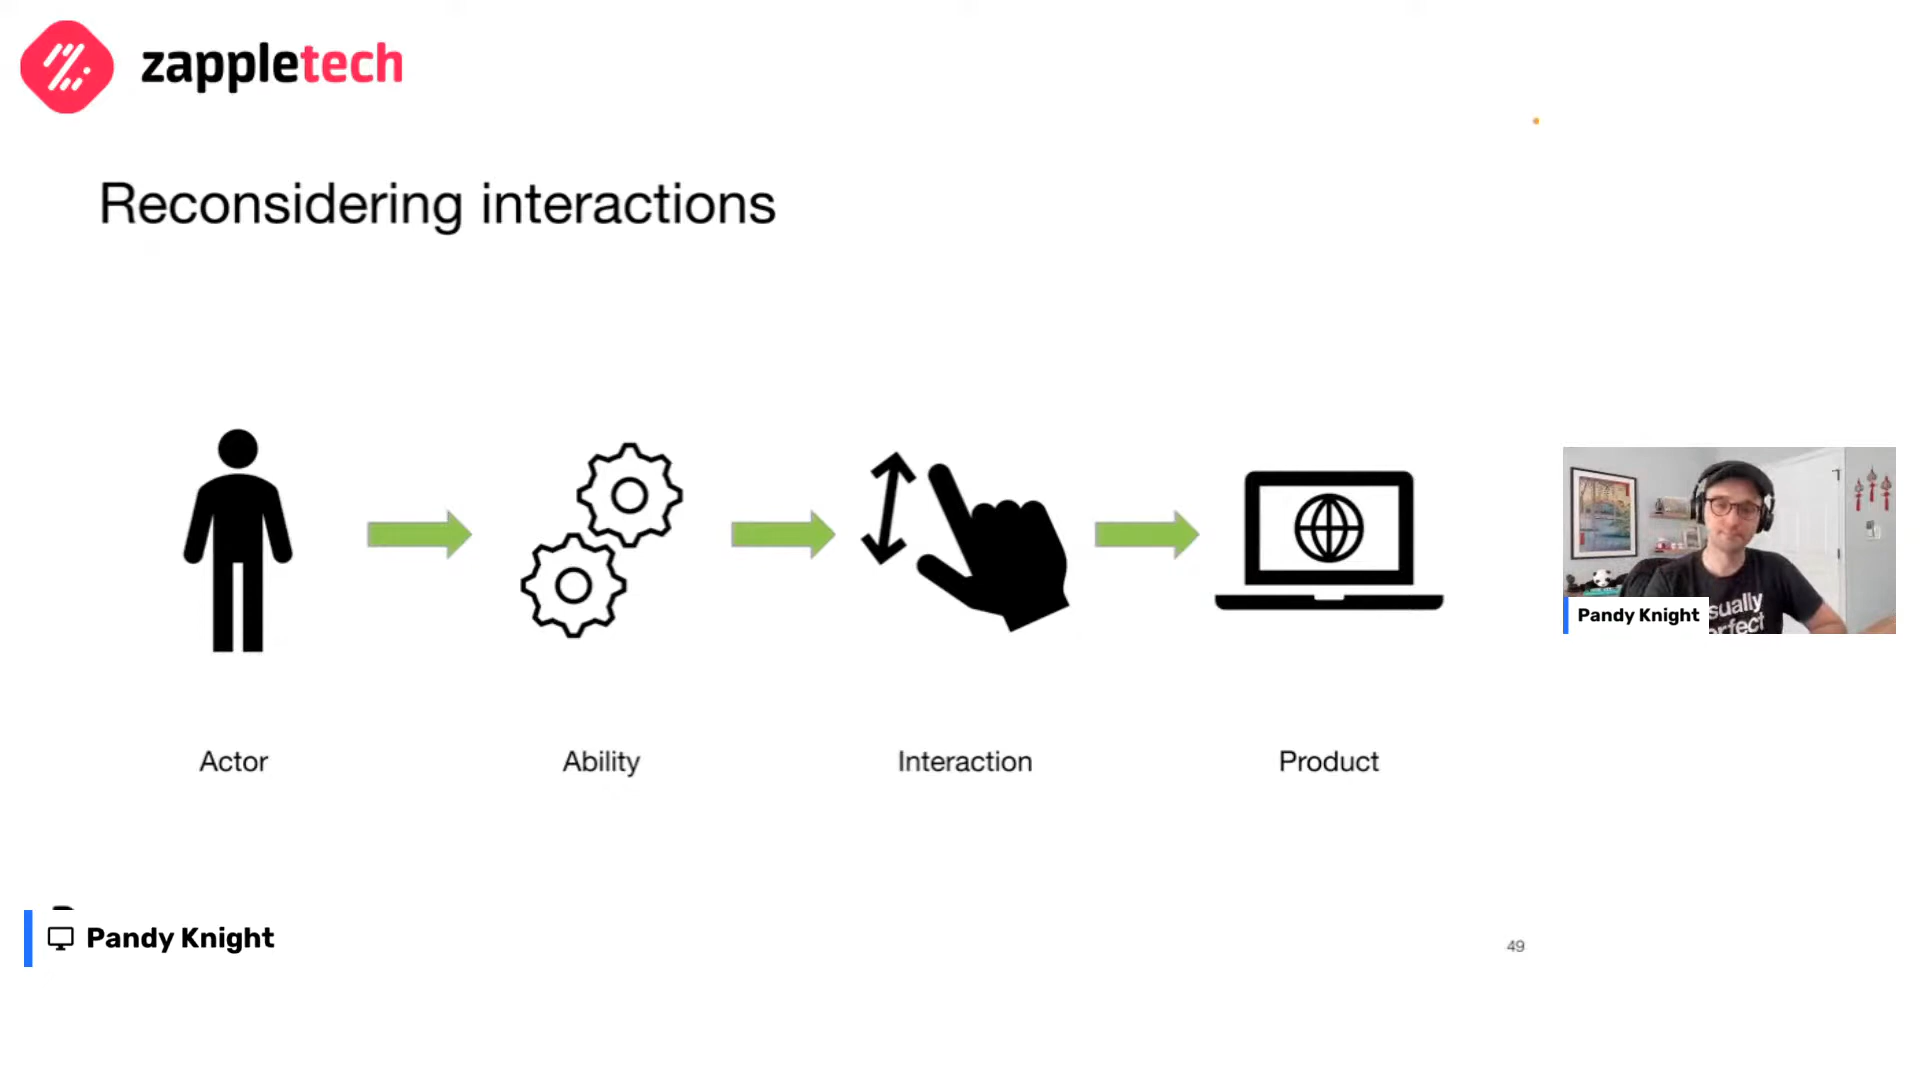 zappletech
Reconsidering interactions
Actor
Ability
Interaction
Product
Pandy Knight
Pandy Knight
49